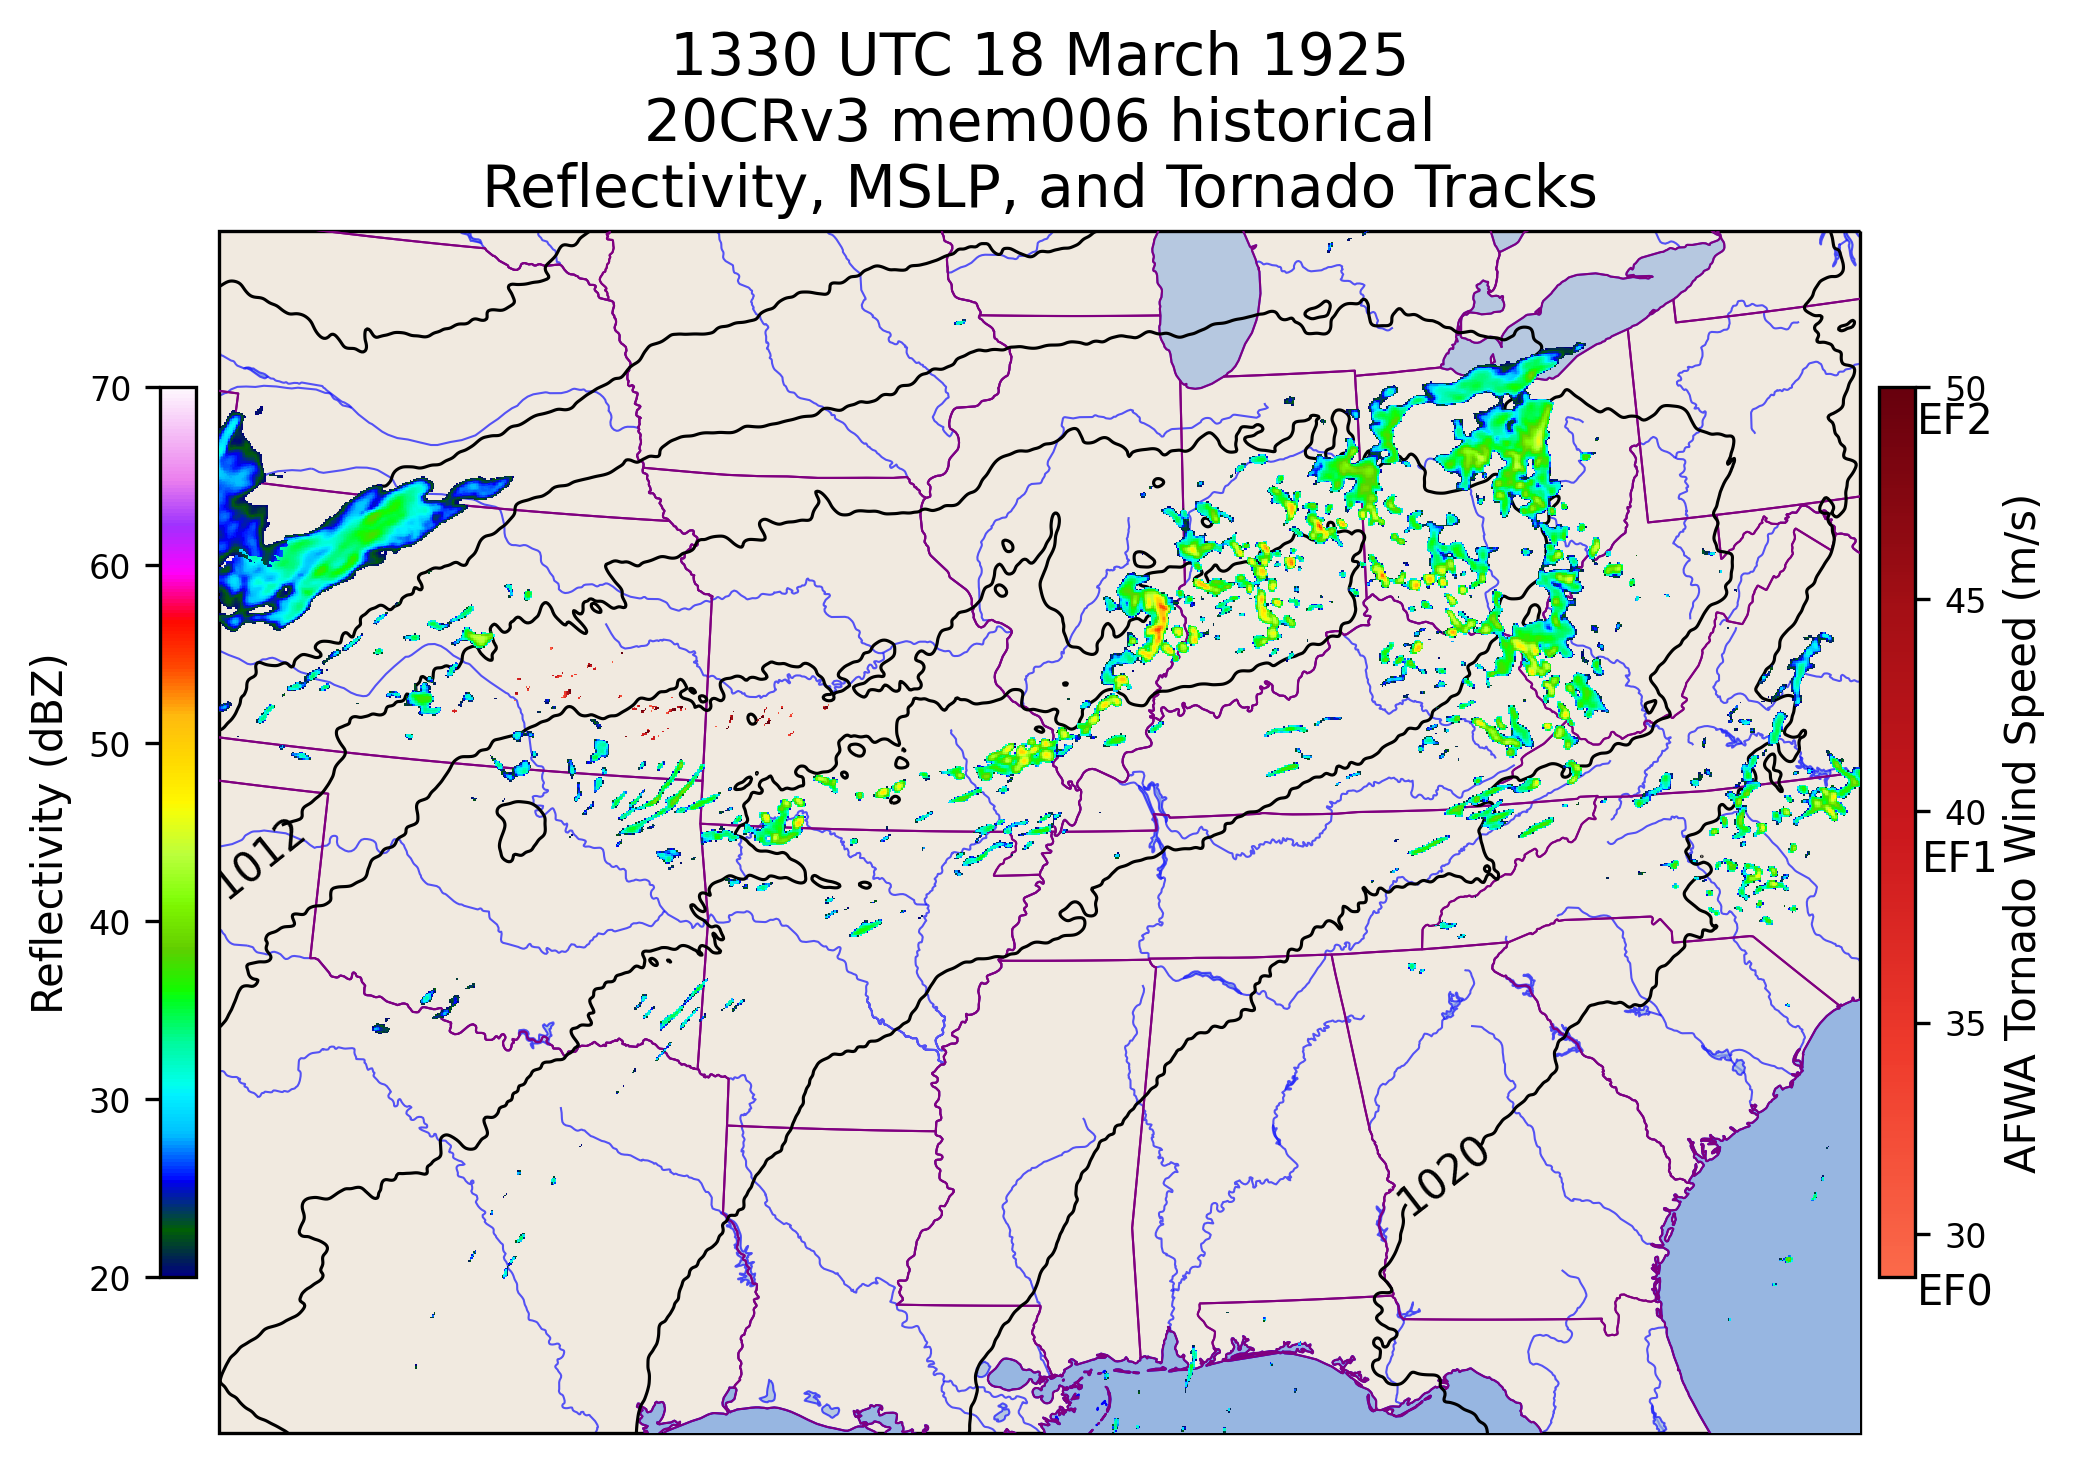 1330 UTC 18 March 1925
20CRv3 mem006 historical
Reflectivity, MSLP, and Tornado Tracks
70
60
50
40
30
20
Reflectivity (dBZ)
1012
1020
50
EF2
45
40
EF1
35
30
EF0
AFWA Tornado Wind Speed (m/s)